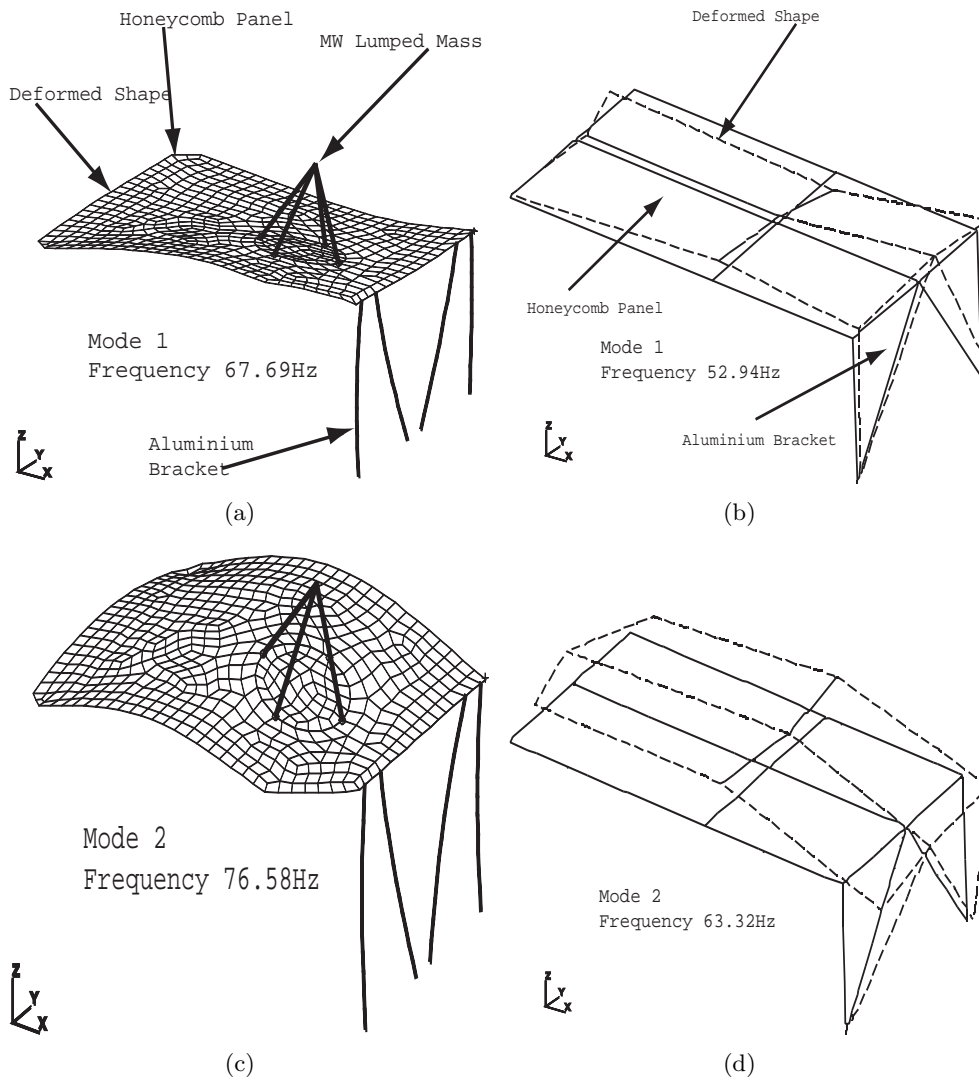 Honeycomb Panel
MW Lumped Mass
Deformed Shape
Mode 1
Frequency 67.69Hz
Aluminium
Bracket
Z
Y
X
(a)
Deformed Shape
Honeycomb Panel
Mode 1
Frequency 52.94Hz
Aluminium Bracket
Z
Y
X
(b)
Mode 2
Frequency 76.58Hz
Z
Y
X
(c)
Mode 2
Frequency 63.32Hz
Z
Y
X
(d)